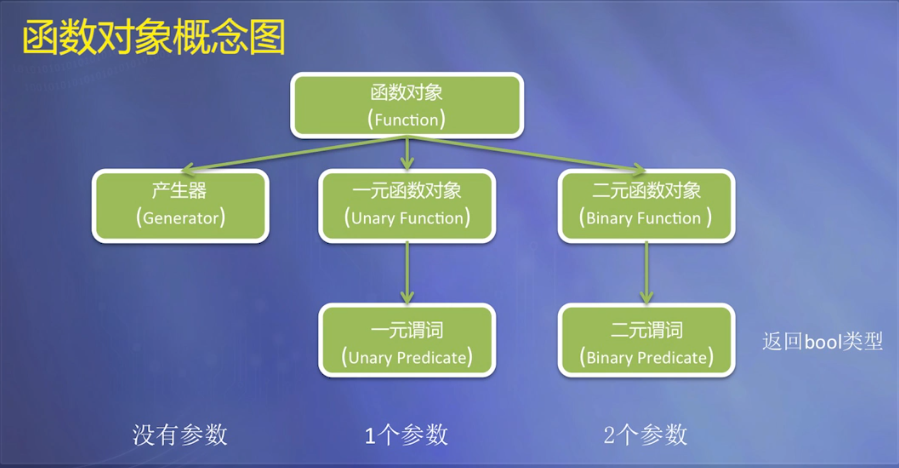 函数对象概念图
函数对象
(Function)
产生器
(Generator)
一元函数对象
(Unary Function)
二元函数对象
(Binary Function )
一元谓词
(Unary Predicate)
二元谓词
(Binary Predicate)
返回bool类型
没有参数
1个参数
2个参数